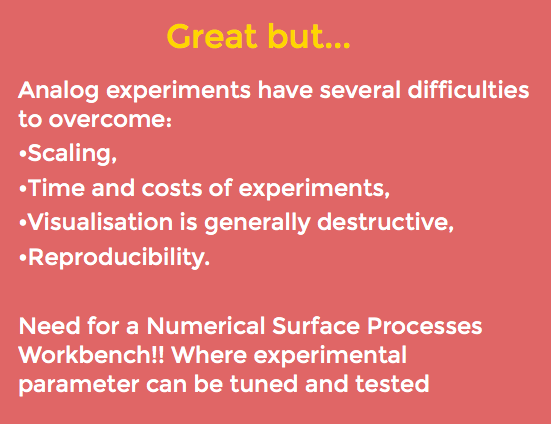 Great but...
Analog experiments have several difficulties
to overcome:
•Scaling,
•Time and costs of experiments,
•Visualisation is generally destructive,
•Reproducibility.
Need for a Numerical Surface Processes
Workbench!! Where experimental
parameter can be tuned and tested